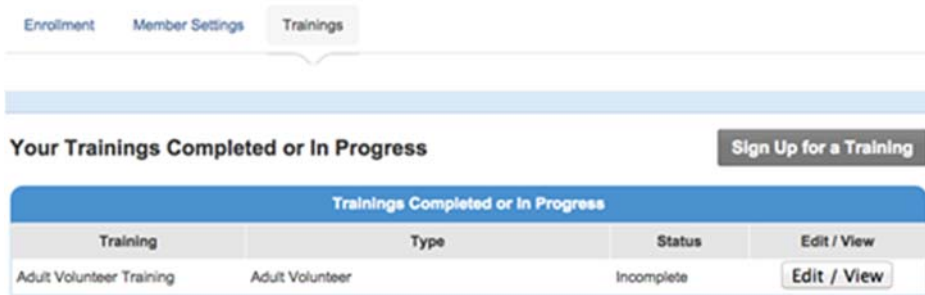 Enrollment Member Settings Trainings
Your Trainings Completed or In Progress Sign Up for a Training
Trainings Completed or In Progress
Training Type Status Edit / View
Adult Volunteer Training Adult Volunteer Incomplete Edit / View